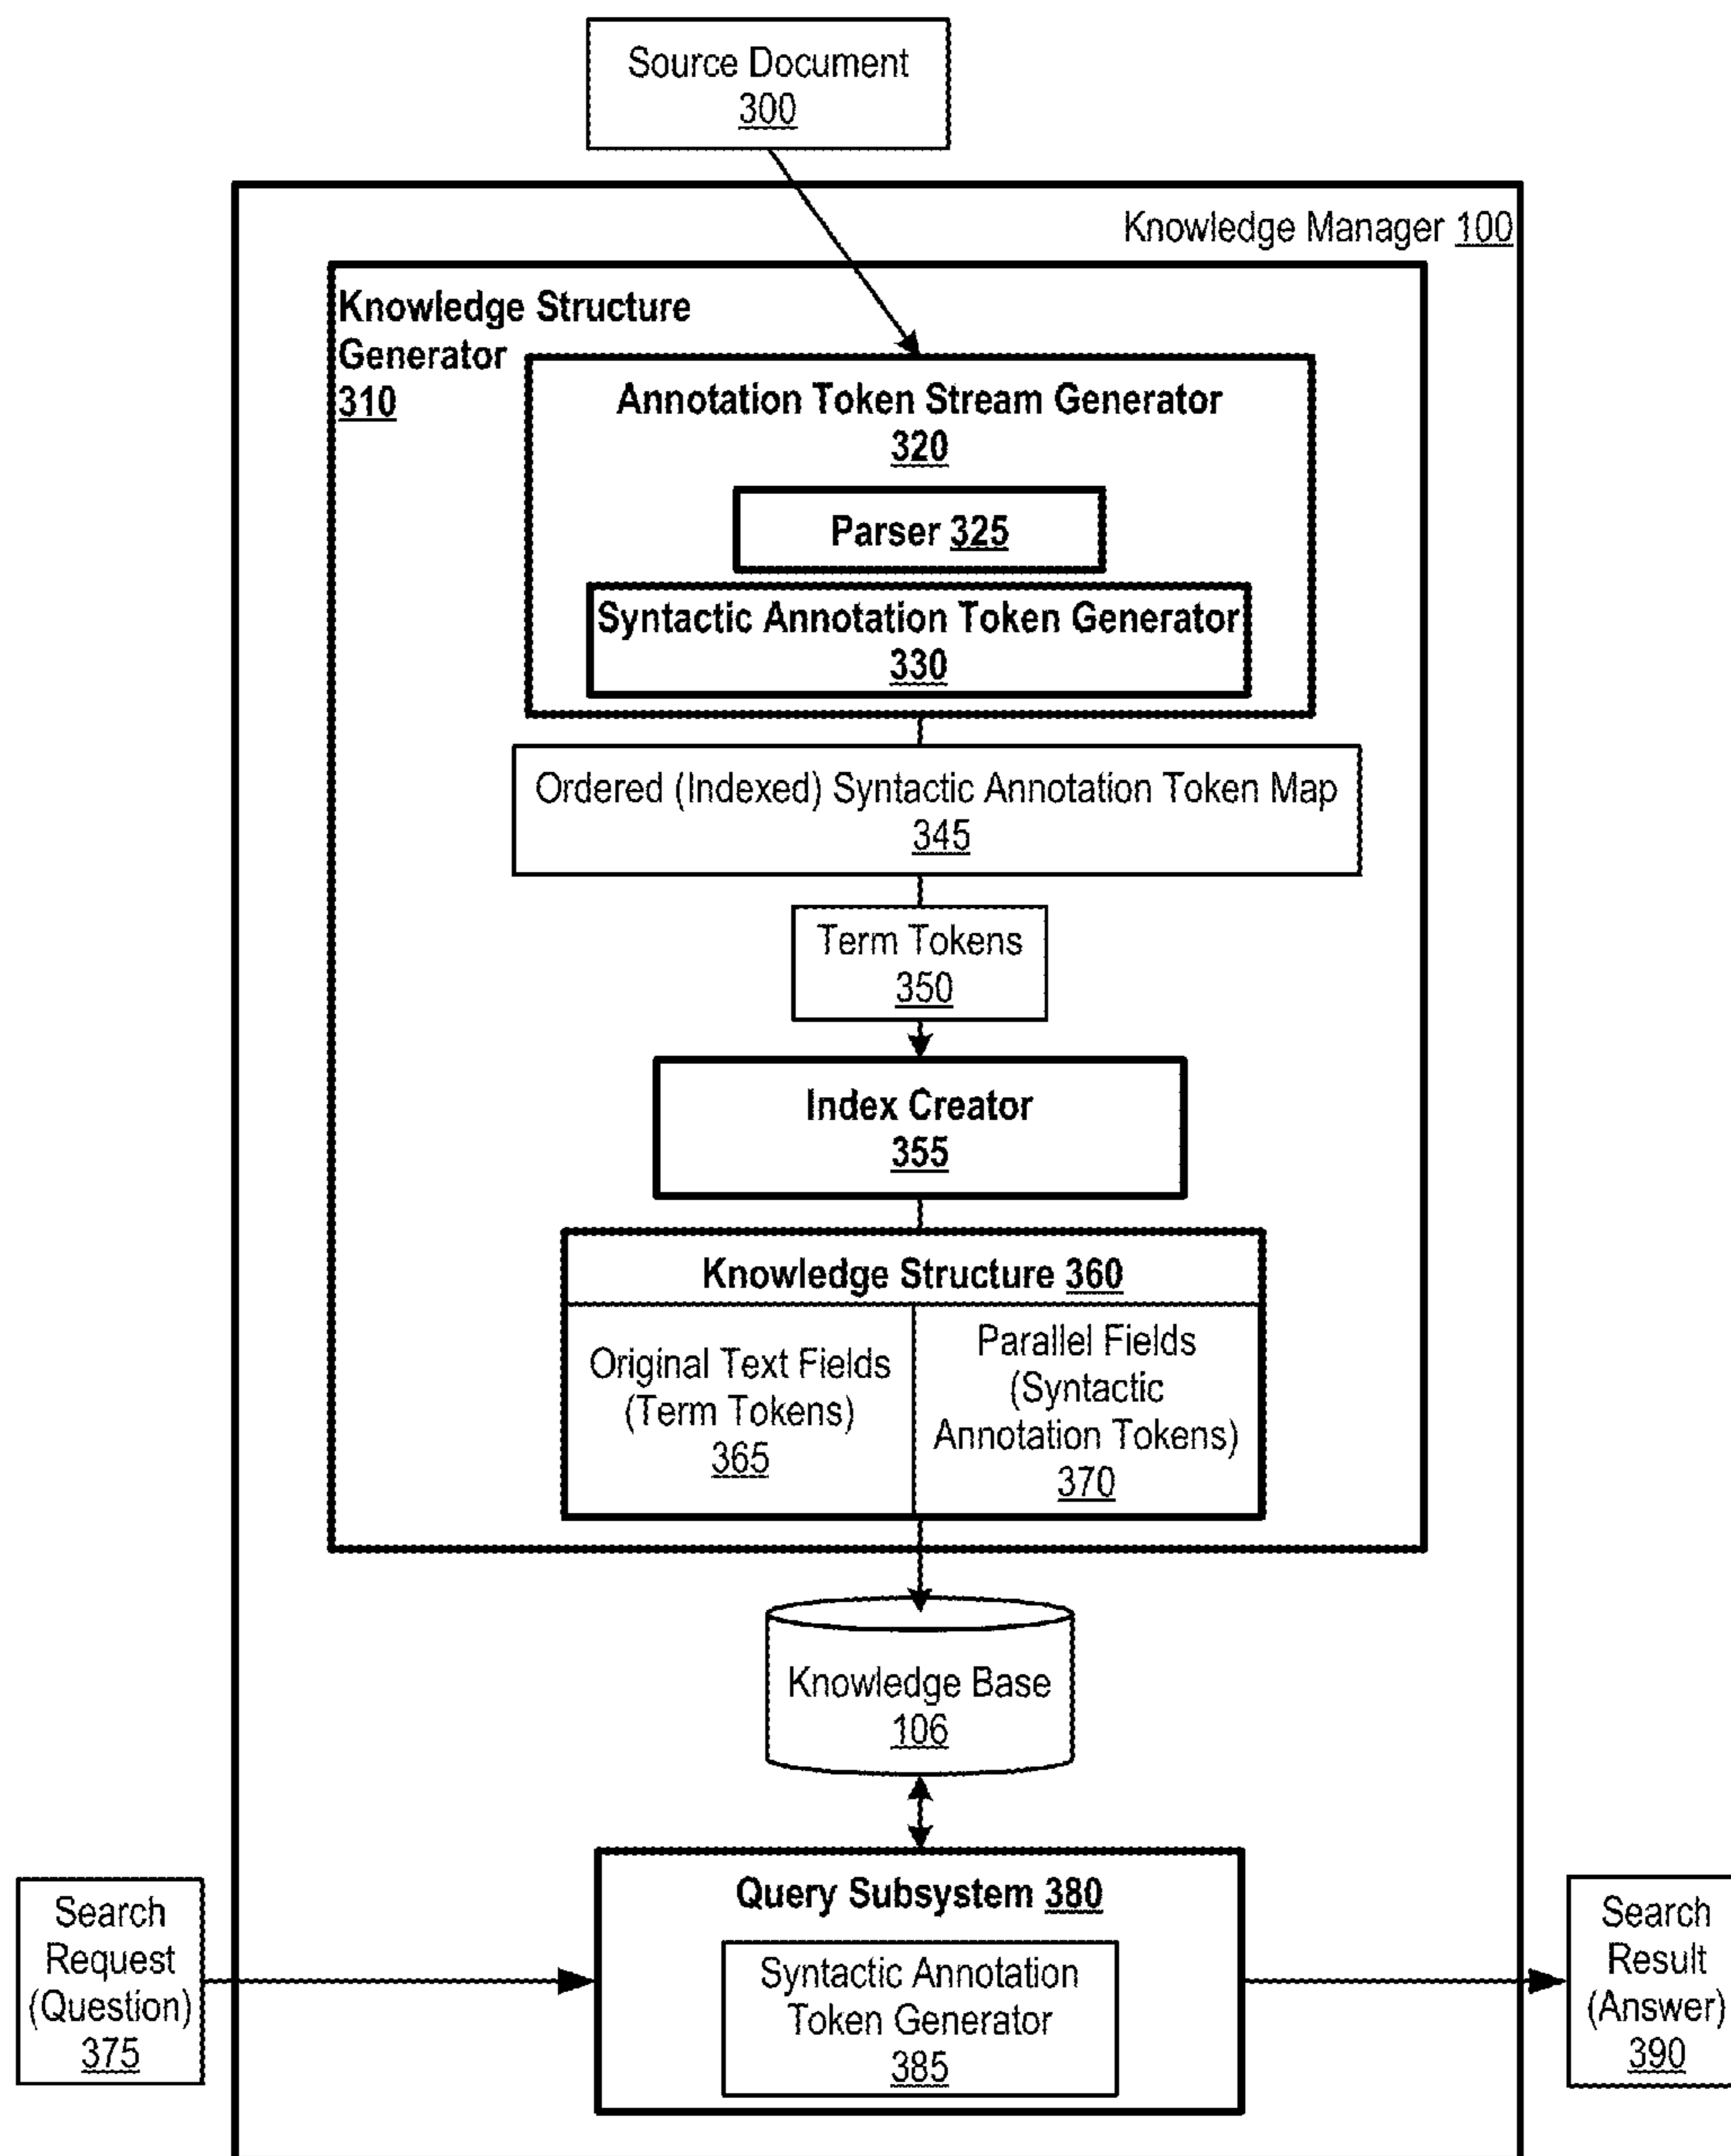 Source Document
300
Knowledge Manager 100
Knowledge Structure
Generator
310
Annotation Token Stream Generator
320
Parser 325
Syntactic Annotation Token Generator
330
Ordered (Indexed) Syntactic Annotation Token Map
345
Term Tokens
350
Index Creator
355
Knowledge Structure 360
Original Text Fields
(Term Tokens)
365
Parallel Fields
(Syntactic
Annotation Tokens)
370
Knowledge Base
106
Search
Request
(Question)
375
Query Subsystem 380
Syntactic Annotation
Token Generator
385
Search
Result
(Answer)
390